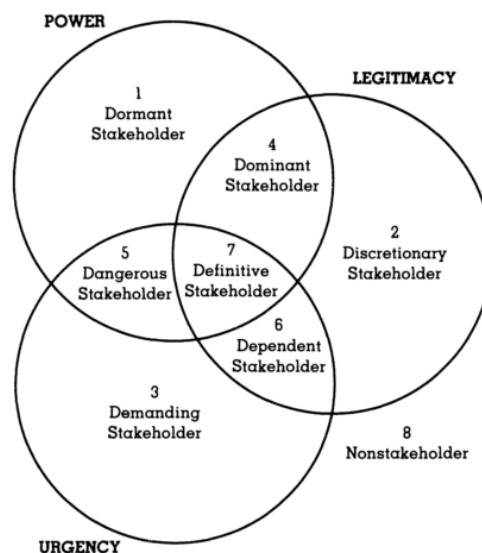 POWER
1
Dormant
Stakeholder
LEGITIMACY
4
Dominant
Stakeholder
2
Discretionary
Stakeholder
5
Dangerous
Stakeholder
7
Definitive
Stakeholder
6
Dependent
Stakeholder
3
Demanding
Stakeholder
8
Nonstakeholder
URGENCY